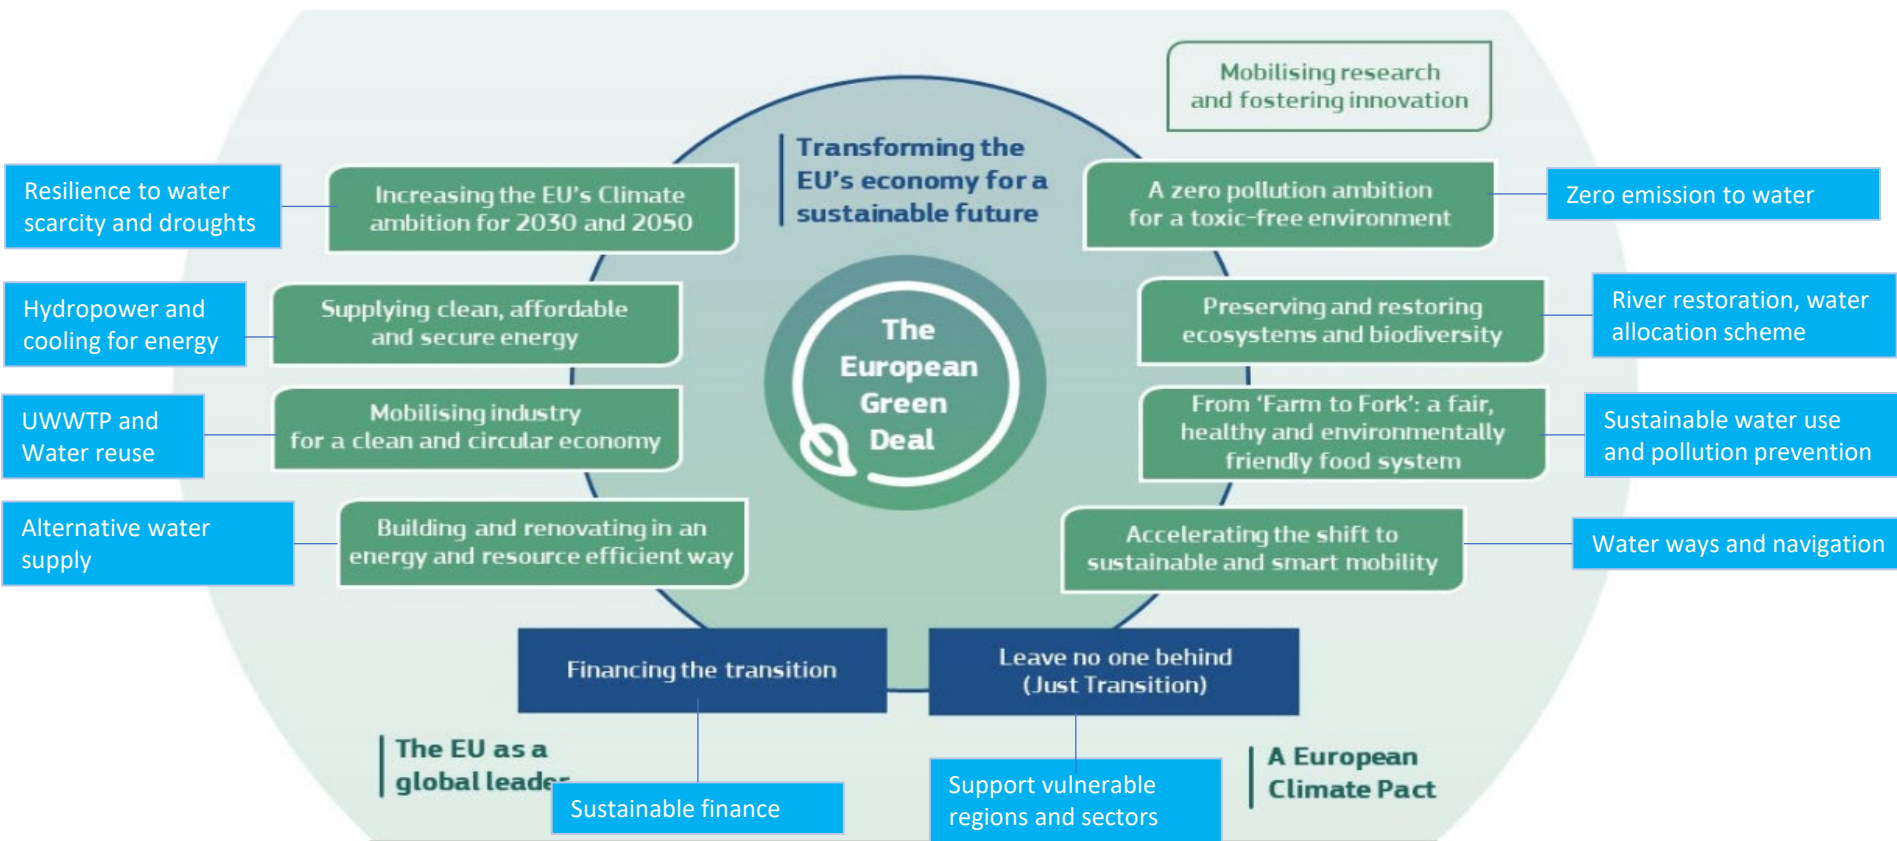 Mobilising research
and fostering innovation
Transforming the
EU's economy for a
sustainable future
Resilience to water
scarcity and droughts
Increasing the EU's Climate
ambition for 2030 and 2050
A zero pollution ambition
for a toxic-free environment
Zero emission to water
Hydropower and
cooling for energy
Supplying clean, affordable
and secure energy
The
European
Green
Deal
Preserving and restoring
ecosystems and biodiversity
River restoration, water
allocation scheme
UWWTP and
Water reuse
Mobilising industry
for a clean and circular economy
From ‘Farm to Fork’: a fair,
healthy and environmentally
friendly food system
Sustainable water use
and pollution prevention
Alternative water
supply
Building and renovating in an
energy and resource efficient way
Accelerating the shift to
sustainable and smart mobility
Water ways and navigation
Financing the transition
Leave no one behind
(Just Transition)
The EU as a
global leader
Sustainable finance
Support vulnerable
regions and sectors
A European
Climate Pact